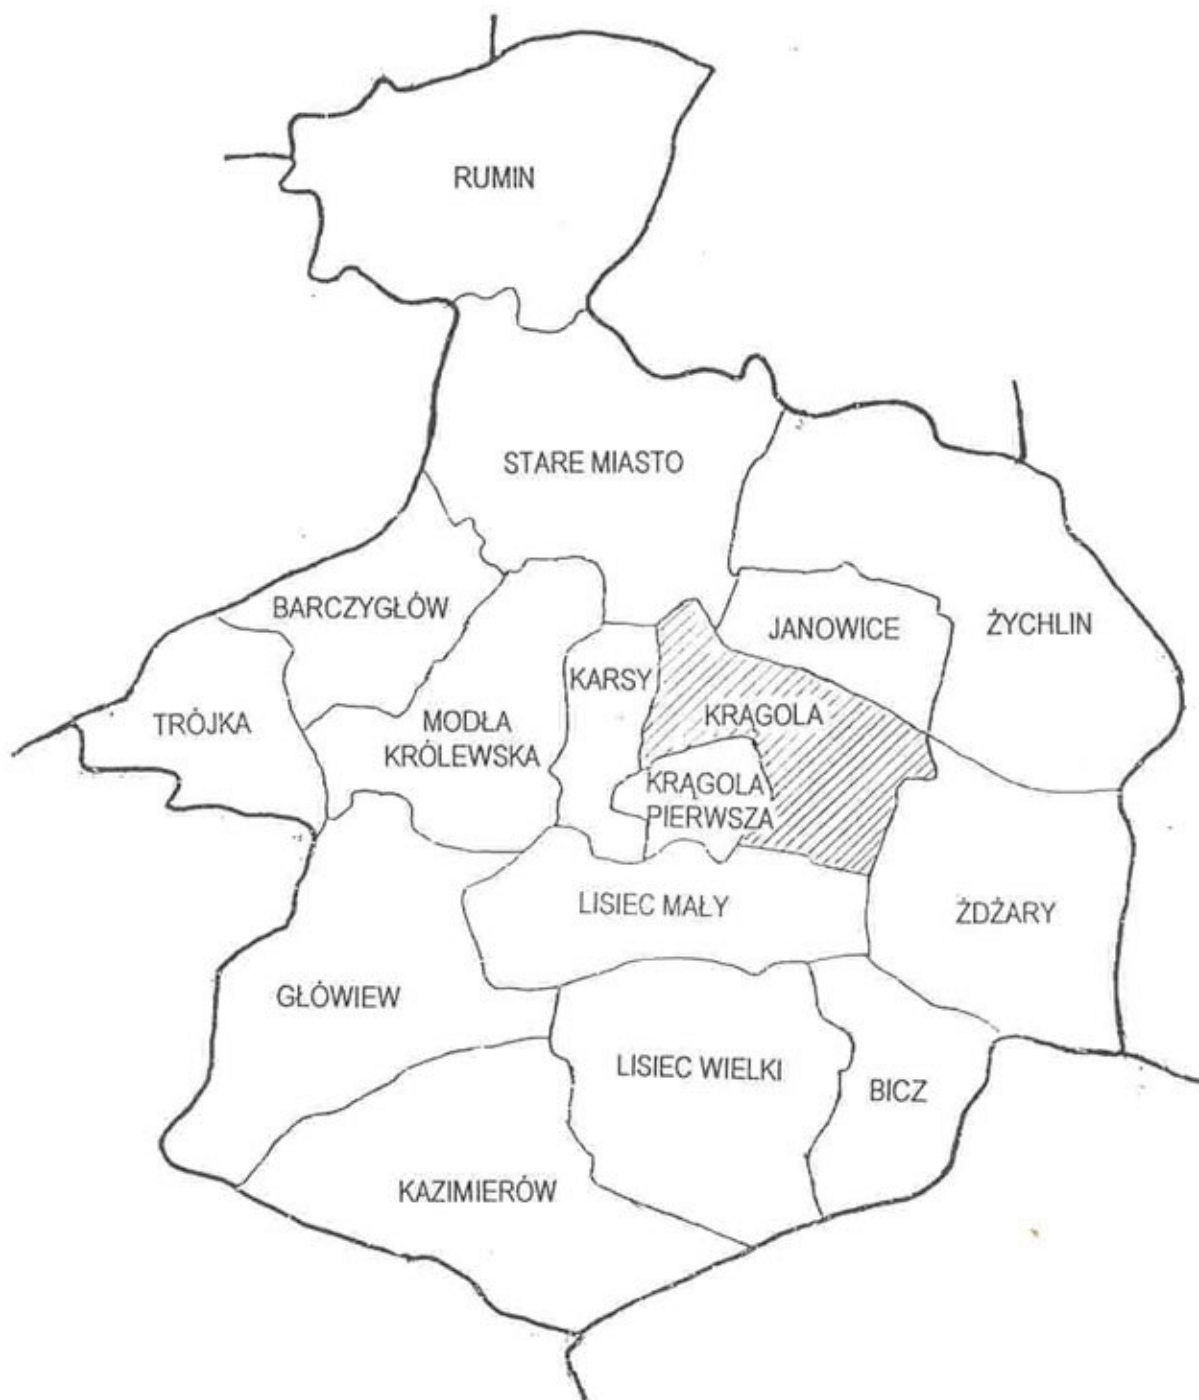 RUMIN
STARE MIASTO
BARCZYGŁÓW
JANOWICE
ŻYCHLIN
KARSY
TRÓJKA
MODŁA
KRÓLEWSKA
KRĄGOLA
KRĄGOLA
PIERWSZA
LISIEC MAŁY
ŻDŻARY
GŁÓWIEW
LISIEC WIELKI
BICZ
KAZIMIERÓW